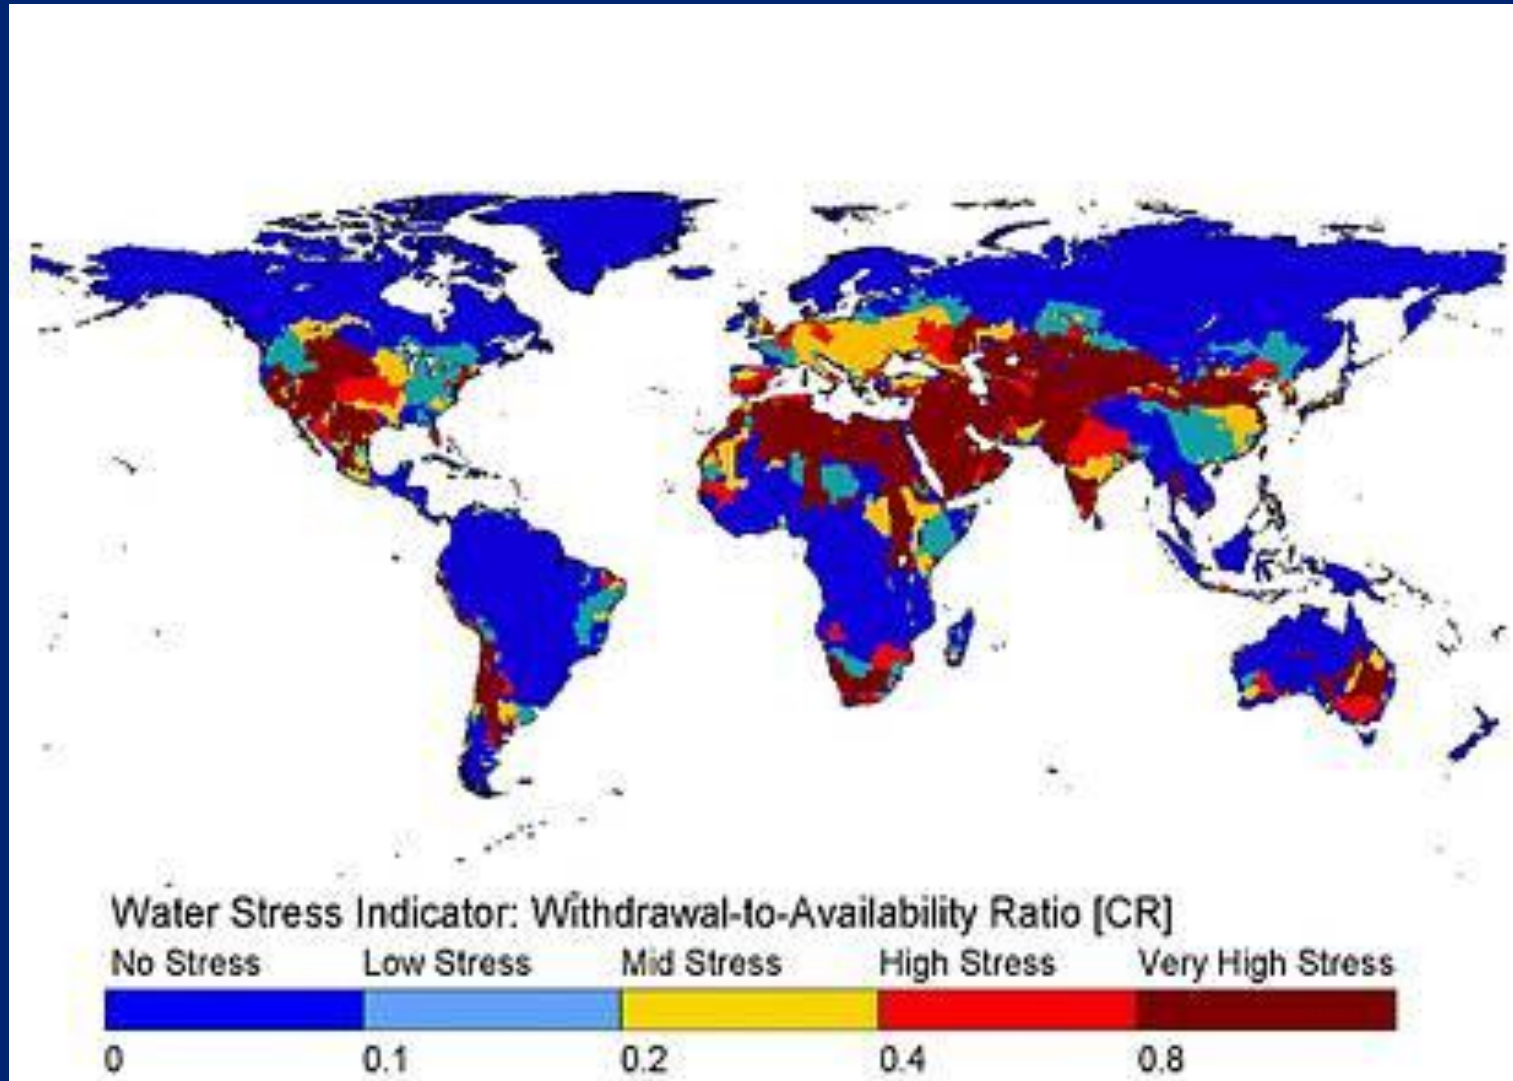 Water Stress Indicator: Withdrawal-to-Availability Ratio [CR]
No Stress Low Stress Mid Stress High Stress Very High Stress
0 0.1 0.2 0.4 0.8